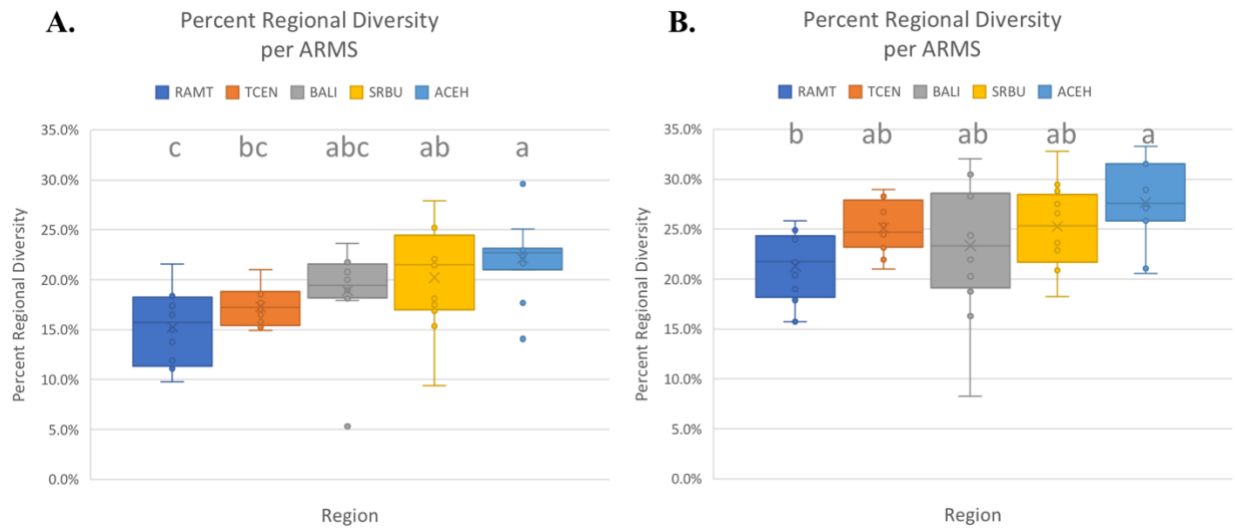 A.
Percent Regional Diversity
per ARMS
RAMT TCEN BALI SRBU ACEH
35.0%
30.0%
25.0%
20.0%
15.0%
10.0%
5.0%
0.0%
Percent Regional Diversity
c bc abc ab a
Region
B.
Percent Regional Diversity
per ARMS
RAMT TCEN BALI SRBU ACEH
35.0%
30.0%
25.0%
20.0%
15.0%
10.0%
5.0%
0.0%
Percent Regional Diversity
b ab ab ab a
Region